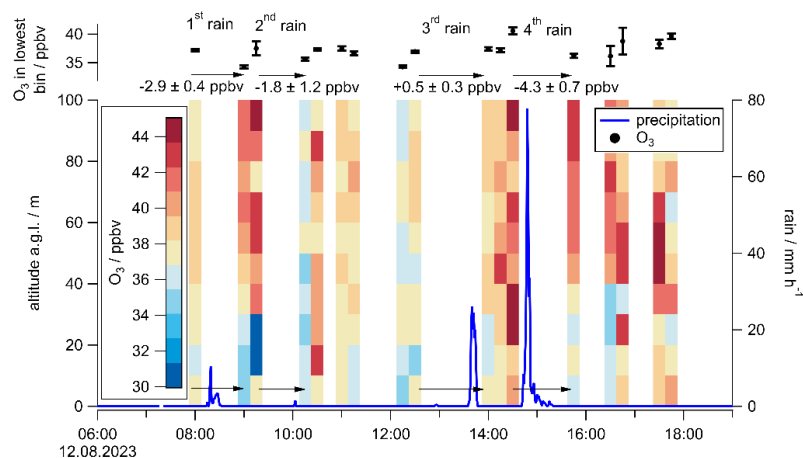 O₃ in lowest
bin / ppbv
40
35
1st rain
2nd rain
3rd rain
4th rain
-2.9 ± 0.4 ppbv
-1.8 ± 1.2 ppbv
+0.5 ± 0.3 ppbv
-4.3 ± 0.7 ppbv
altitude a.g.l. / m
100
80
60
40
20
0
O₃ / ppbv
44
42
40
38
36
34
32
30
precipitation
O₃
80
60
40
20
0
rain / mm h⁻¹
06:00
08:00
10:00
12:00
14:00
16:00
18:00
12.08.2023